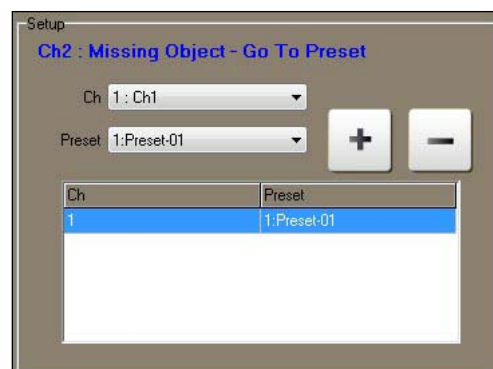 Setup
Ch2 : Missing Object - Go To Preset
Ch 1 : Ch1
Preset 1:Preset-01
+ -
Ch Preset
1 1:Preset-01